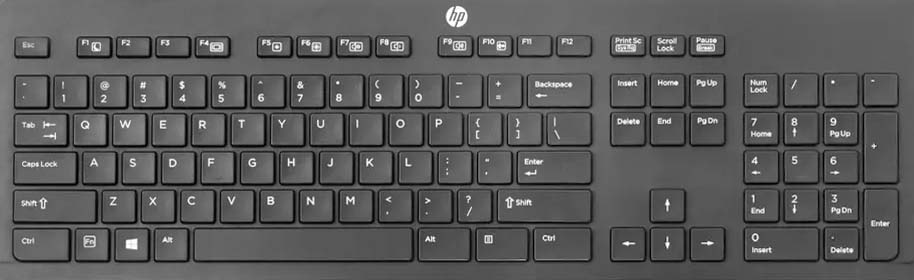 hp
Esc F1 F2 F3 F4 F5 F6 F7 F8 F9 F10 F11 F12 Print Sc Scroll Pause
SysRq Lock Break
~ ! @ # $ % ^ & * ( ) _ + Backspace Insert Home Pg Up Num / * -
` 1 2 3 4 5 6 7 8 9 0 - = ← Lock
Tab Q W E R T Y U I O P { } | Delete End Pg Dn 7 8 9 +
[ ] \ Home ↑ Pg Up
Caps Lock A S D F G H J K L : " Enter 4 5 6
; ' ↵ ← →
Shift ⇧ Z X C V B N M < > ? ⇧ Shift ↑ 1 2 3 Enter
, . / End ↓ Pg Dn
Ctrl Fn Alt Alt Ctrl ← ↓ → 0 .
Insert Delete